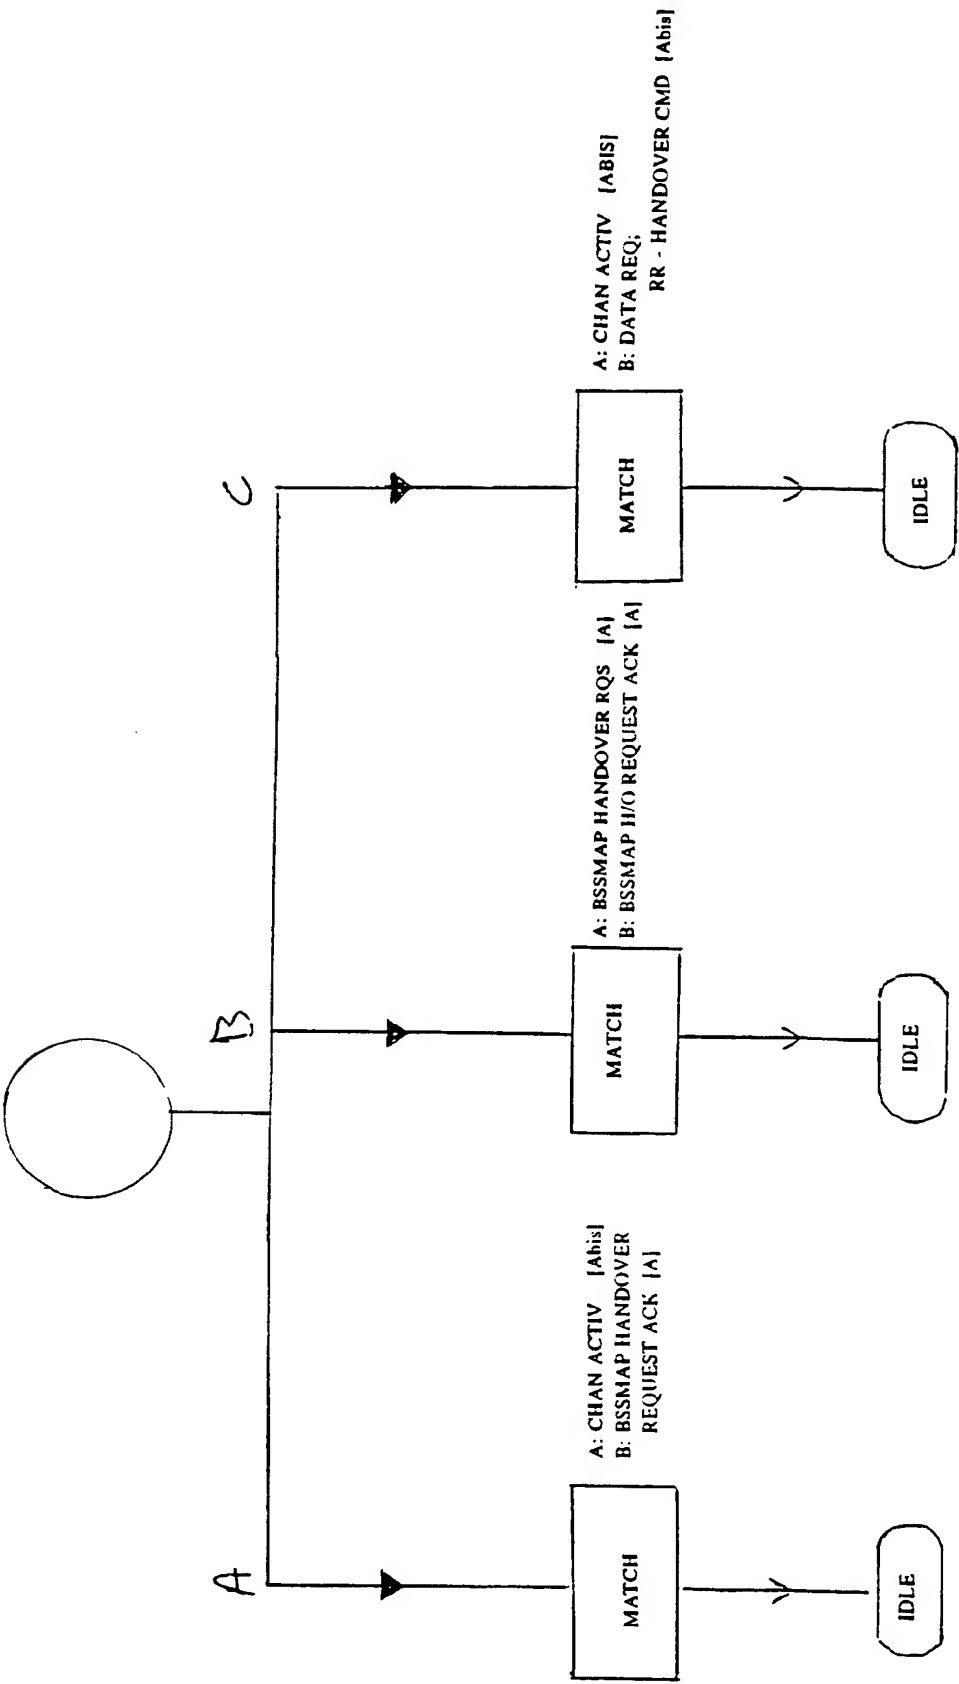 A
B
C
MATCH
A: CHAN ACTIV [Abis]
B: BSSMAP HANDOVER
REQUEST ACK [A]
MATCH
A: BSSMAP HANDOVER RQS [A]
B: BSSMAP H/O REQUEST ACK [A]
MATCH
A: CHAN ACTIV [ABIS]
B: DATA REQ;
RR - HANDOVER CMD [Abis]
IDLE
IDLE
IDLE